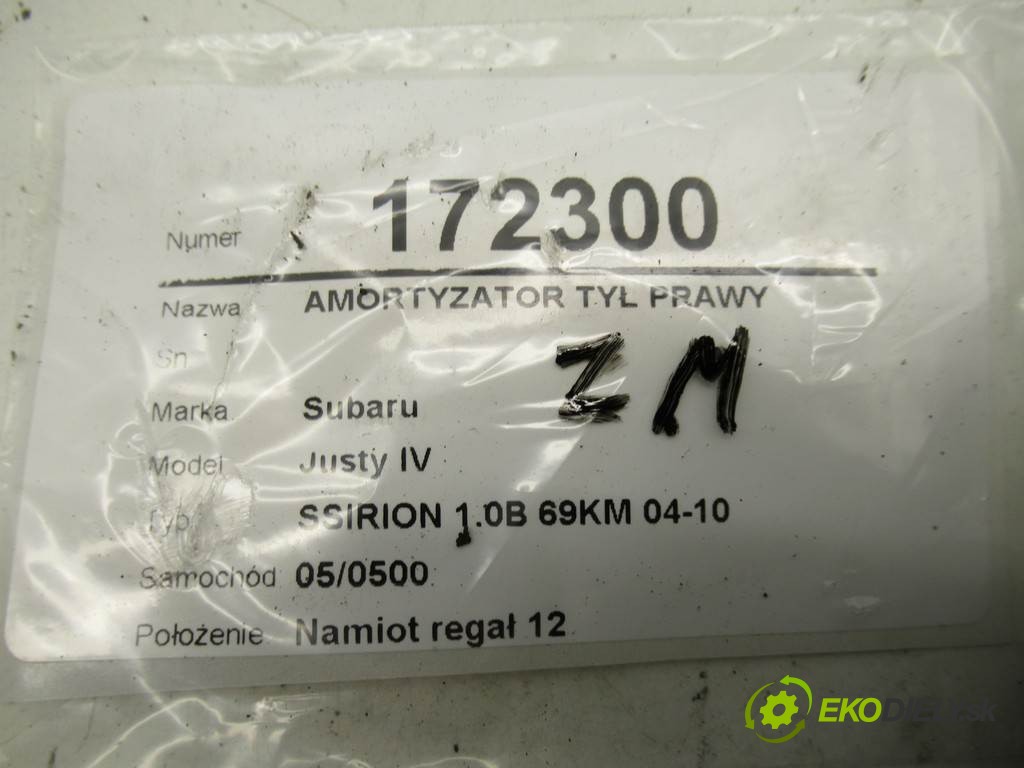 Numer 172300
Nazwa AMORTYZATOR TYŁ PRAWY
Sn
ZM
Marka Subaru
Model Justy IV
Typ SSIRION 1.0B 69KM 04-10
Samochód 05/0500
Położenie Namiot regał 12